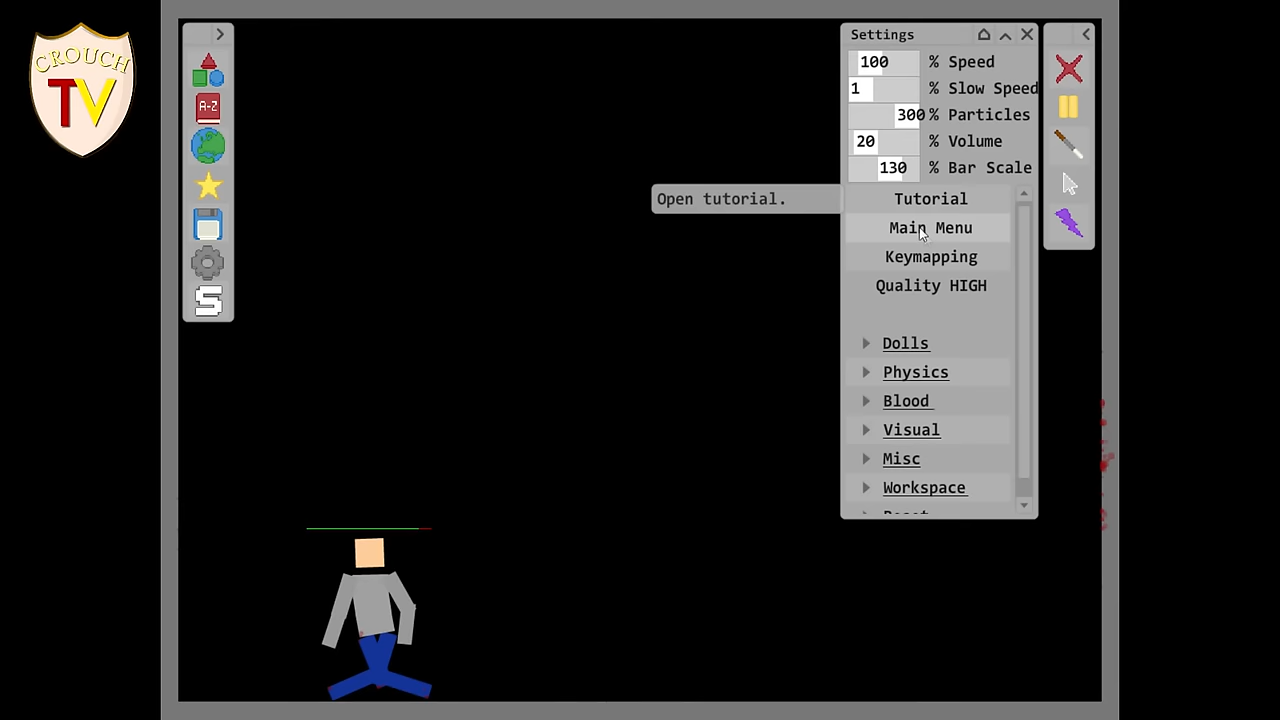 CROUCH
TV
A-Z
S
Settings
100 % Speed
1 % Slow Speed
300 % Particles
20 % Volume
130 % Bar Scale
Open tutorial.
Tutorial
Main Menu
Keymapping
Quality HIGH
Dolls
Physics
Blood
Visual
Misc
Workspace